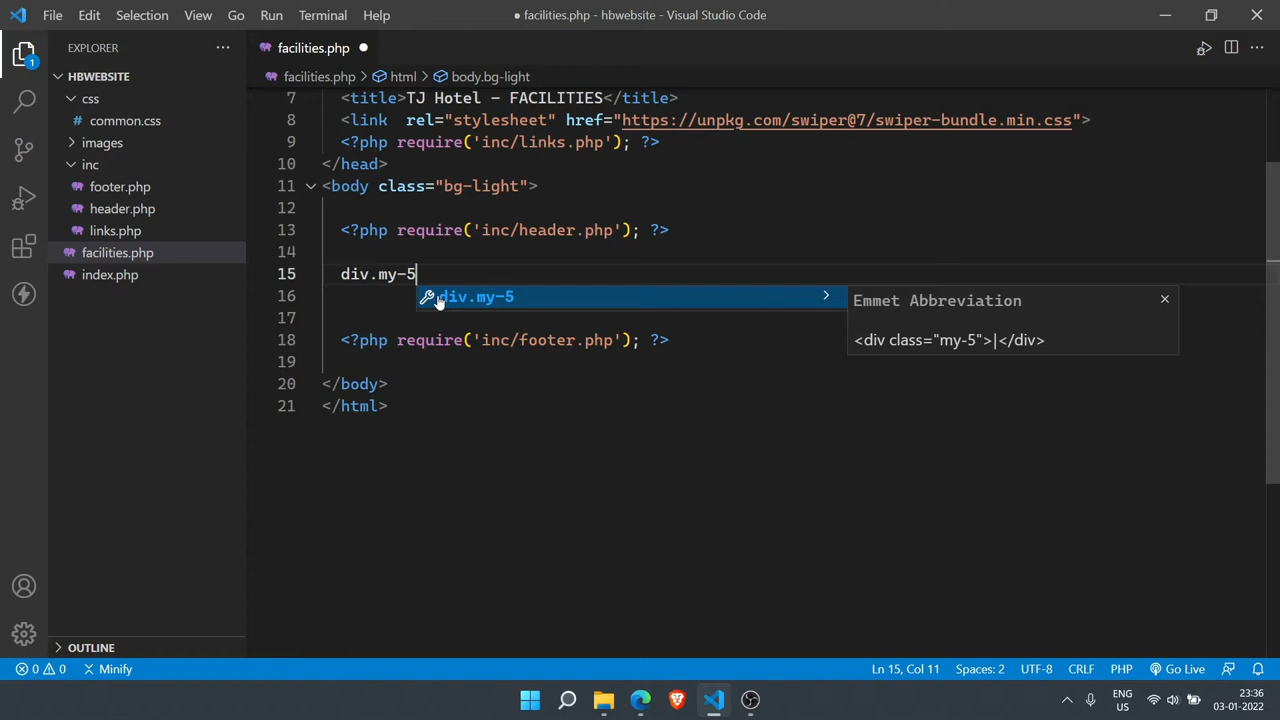 File Edit Selection View Go Run Terminal Help ● facilities.php - hbwebsite - Visual Studio Code
EXPLORER
1
HBWEBSITE
css
common.css
images
inc
footer.php
header.php
links.php
facilities.php
index.php
OUTLINE
facilities.php ●
facilities.php > html > body.bg-light
7 <title>TJ Hotel - FACILITIES</title>
8 <link rel="stylesheet" href="https://unpkg.com/swiper@7/swiper-bundle.min.css">
9 <?php require('inc/links.php'); ?>
10 </head>
11 <body class="bg-light">
12
13 <?php require('inc/header.php'); ?>
14
15 div.my-5
16 div.my-5
Emmet Abbreviation
<div class="my-5">|</div>
17
18 <?php require('inc/footer.php'); ?>
19
20 </body>
21 </html>
0 0 Minify Ln 15, Col 11 Spaces: 2 UTF-8 CRLF PHP Go Live
ENG US 23:36
03-01-2022